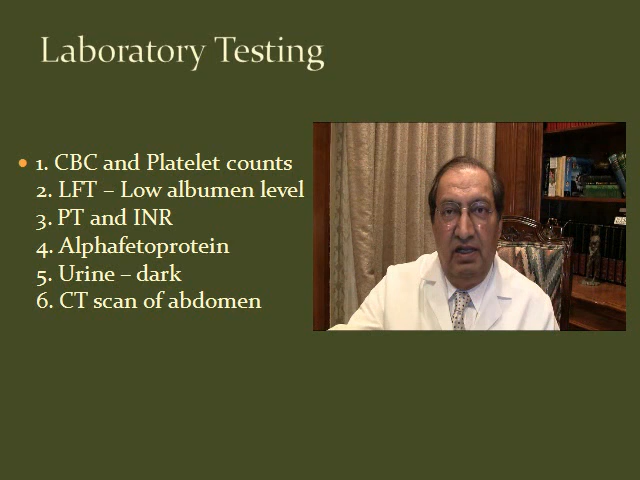 Laboratory Testing
• 1. CBC and Platelet counts
2. LFT – Low albumen level
3. PT and INR
4. Alphafetoprotein
5. Urine – dark
6. CT scan of abdomen